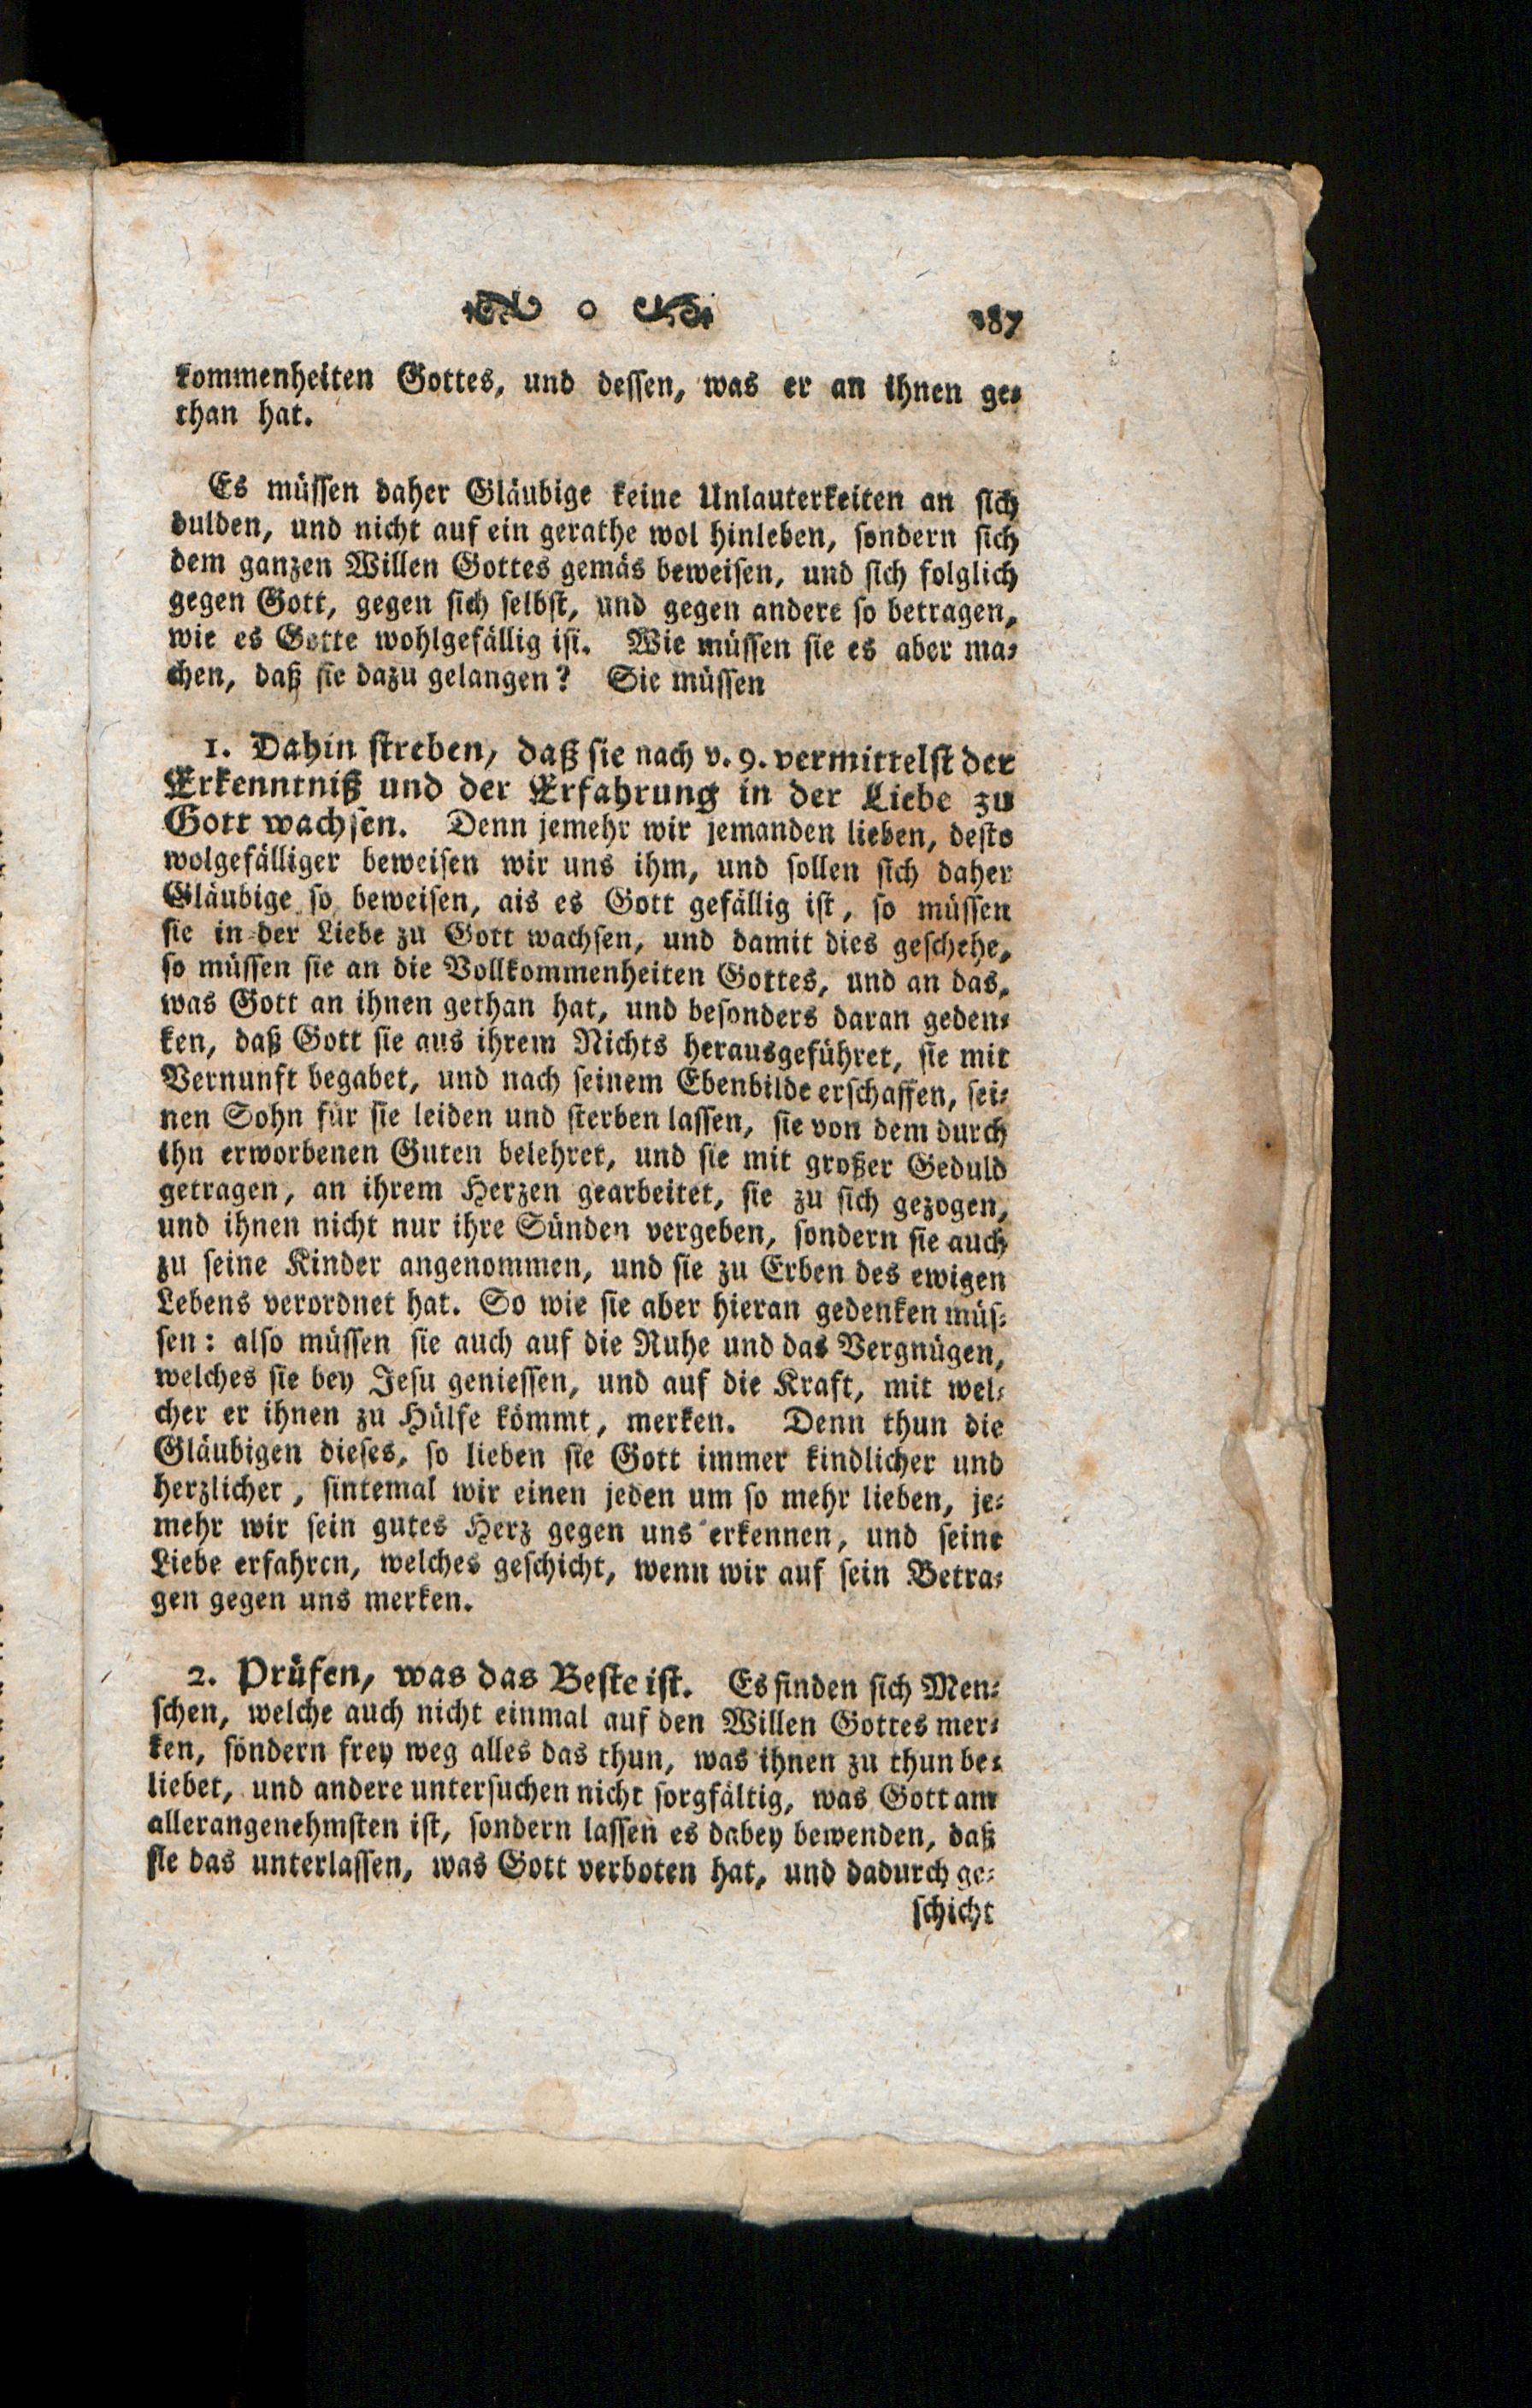 387
kommenheiten Gottes, und dessen, was er an ihnen ge-
than hat.
Es müssen daher Gläubige keine Unlauterkeiten an sich
dulden, und nicht auf ein gerathe wol hinleben, sondern sich
dem ganzen Willen Gottes gemäs beweisen, und sich folglich
gegen Gott, gegen sich selbst, und gegen andere so betragen,
wie es Gotte wohlgefällig ist. Wie müssen sie es aber ma-
chen, daß sie dazu gelangen? Sie müssen
1. Dahin streben, daß sie nach v. 9. vermittelst der
Erkenntniß und der Erfahrung in der Liebe zu
Gott wachsen. Denn jemehr wir jemanden lieben, desto
wolgefälliger beweisen wir uns ihm, und sollen sich daher
Gläubige so beweisen, als es Gott gefällig ist, so müssen
sie in der Liebe zu Gott wachsen, und damit dies geschehe,
so müssen sie an die Vollkommenheiten Gottes, und an das,
was Gott an ihnen gethan hat, und besonders daran geden-
ken, daß Gott sie aus ihrem Nichts herausgeführet, sie mit
Vernunft begabet, und nach seinem Ebenbilde erschaffen, sei-
nen Sohn für sie leiden und sterben lassen, sie von dem durch
ihn erworbenen Guten belehret, und sie mit großer Geduld
getragen, an ihrem Herzen gearbeitet, sie zu sich gezogen,
und ihnen nicht nur ihre Sünden vergeben, sondern sie auch
zu seine Kinder angenommen, und sie zu Erben des ewigen
Lebens verordnet hat. So wie sie aber hieran gedenken müs-
sen: also müssen sie auch auf die Ruhe und das Vergnügen,
welches sie bey Jesu geniessen, und auf die Kraft, mit wel-
cher er ihnen zu Hülfe kömmt, merken. Denn thun die
Gläubigen dieses, so lieben sie Gott immer kindlicher und
herzlicher, sintemal wir einen jeden um so mehr lieben, je-
mehr wir sein gutes Herz gegen uns erkennen, und seine
Liebe erfahren, welches geschicht, wenn wir auf sein Betra-
gen gegen uns merken.
2. Prüfen, was das Beste ist. Es finden sich Men-
schen, welche auch nicht einmal auf den Willen Gottes mer-
ken, söndern frey weg alles das thun, was ihnen zu thun be-
liebet, und andere untersuchen nicht sorgfältig, was Gott am
allerangenehmsten ist, sondern lassen es dabey bewenden, daß
sie das unterlassen, was Gott verboten hat, und dadurch ge-
schicht